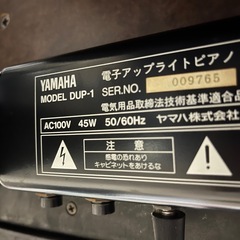 YAMAHA 電子アップライトピアノ
MODEL DUP-1 SER.NO. 009765
電気用品取締法技術基準適合品
AC100V 45W 50/60Hz ヤマハ株式会
注意
感電の恐れあり
キャビネットをあけるな